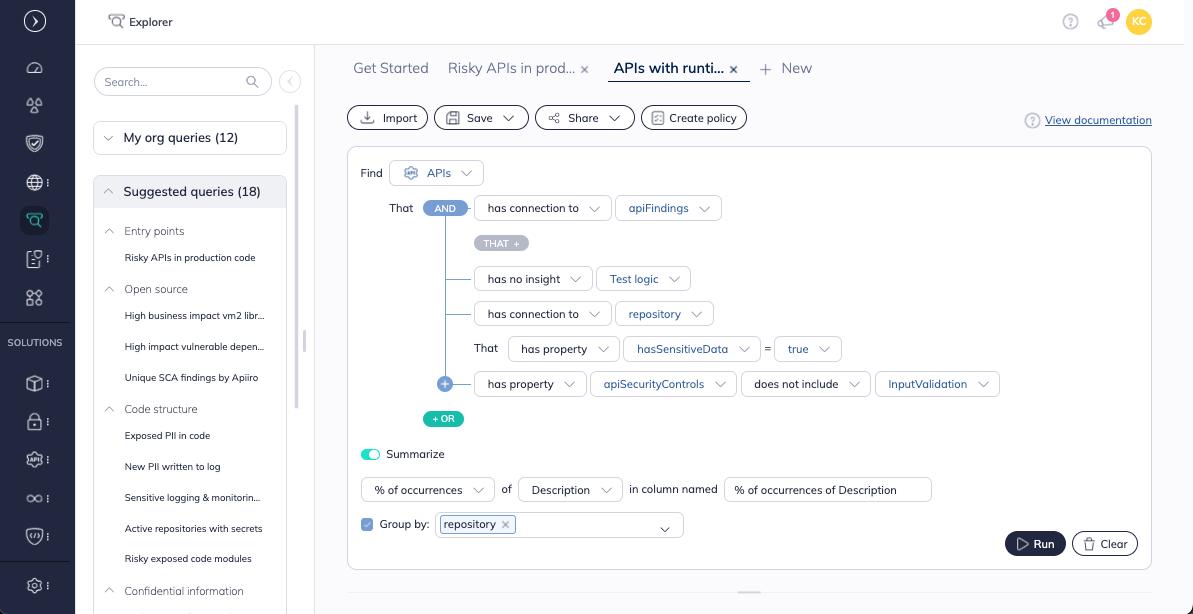 Explorer
1
KC
Search...
My org queries (12)
Suggested queries (18)
Entry points
Risky APIs in production code
Open source
High business impact vm2 libr...
High impact vulnerable depen...
Unique SCA findings by Apiiro
Code structure
Exposed PII in code
New PII written to log
Sensitive logging & monitorin...
Active repositories with secrets
Risky exposed code modules
Confidential information
SOLUTIONS
API
Get Started
Risky APIs in prod... ×
APIs with runti... ×
+ New
Import
Save
Share
Create policy
? View documentation
Find API APIs
That AND has connection to apiFindings
THAT +
has no insight Test logic
has connection to repository
That has property hasSensitiveData = true
+ has property apiSecurityControls does not include InputValidation
+ OR
Summarize
% of occurrences of Description in column named % of occurrences of Description
Group by: repository ×
Run
Clear